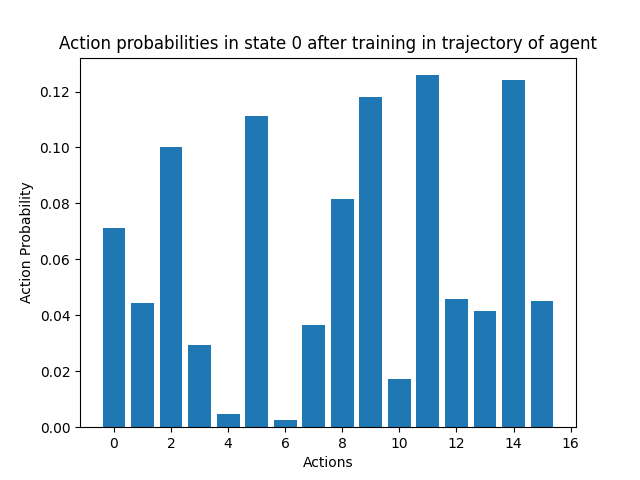 Action probabilities in state 0 after training in trajectory of agent
0.12
0.10
0.08
0.06
0.04
0.02
0.00
Action Probability
0 2 4 6 8 10 12 14 16
Actions